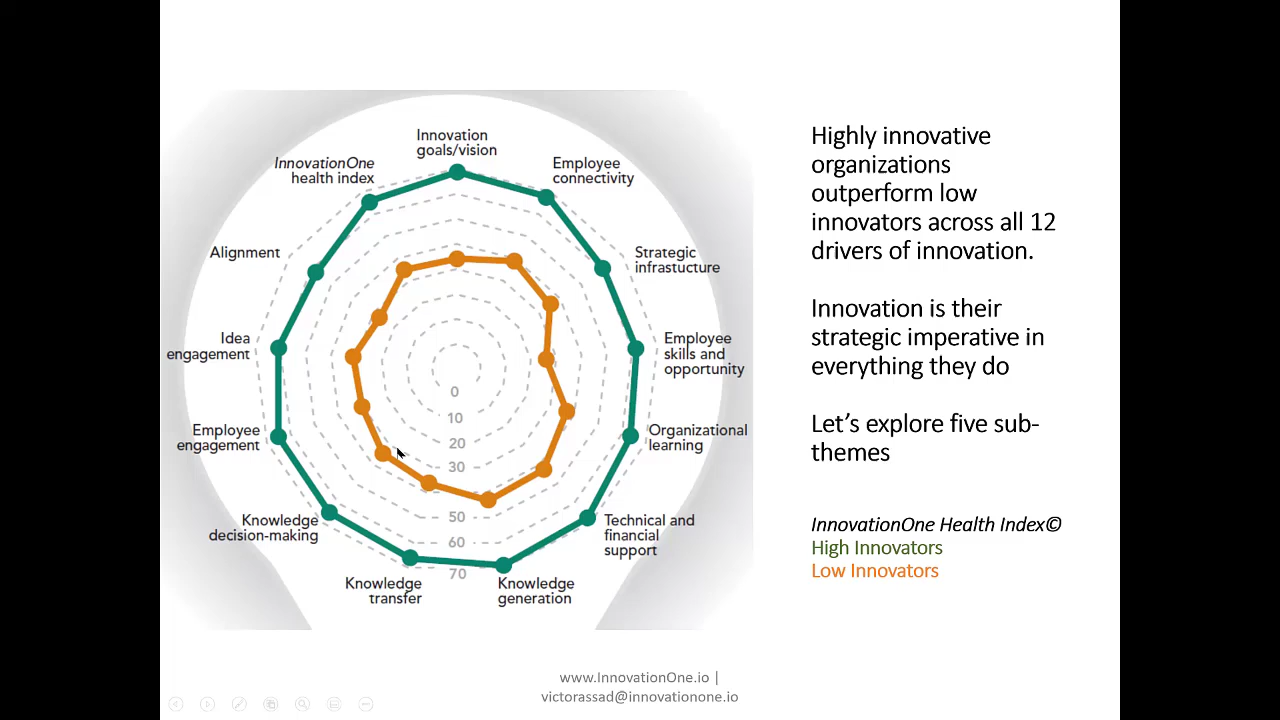 Innovation
goals/vision
InnovationOne
health index
Employee
connectivity
Alignment
Strategic
infrastucture
Idea
engagement
Employee
skills and
opportunity
Employee
engagement
Organizational
learning
Knowledge
decision-making
Technical and
financial
support
Knowledge
transfer
Knowledge
generation
0
10
20
30
50
60
70
Highly innovative
organizations
outperform low
innovators across all 12
drivers of innovation.
Innovation is their
strategic imperative in
everything they do
Let’s explore five sub-
themes
InnovationOne Health Index©
High Innovators
Low Innovators
www.InnovationOne.io |
victorassad@innovationone.io